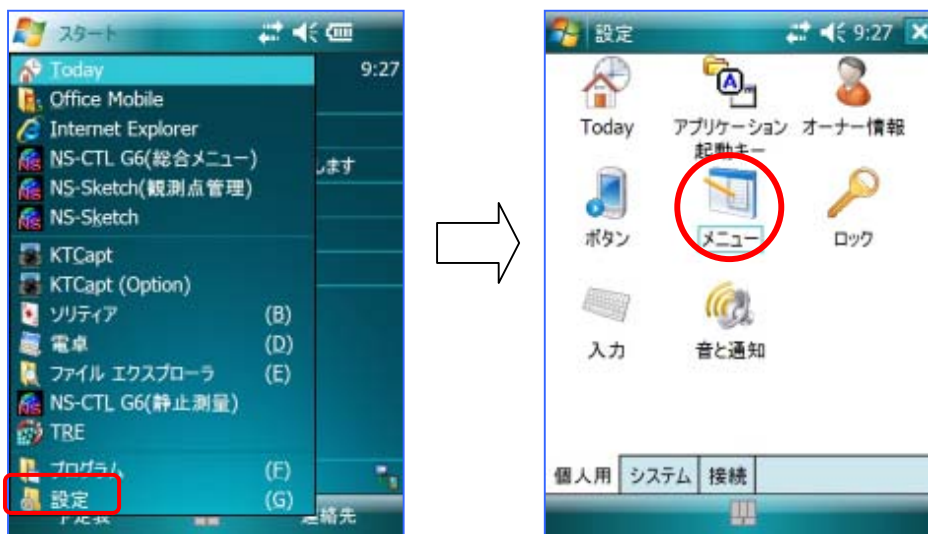 スタート
Today
9:27
Office Mobile
Internet Explorer
NS-CTL G6(総合メニュー)
します
NS-Sketch(観測点管理)
NS-Sketch
KTCapt
KTCapt (Option)
ソリティア (B)
電卓 (D)
ファイル エクスプローラ (E)
NS-CTL G6(静止測量)
TRE
プログラム (F)
設定 (G)
予定表
連絡先
設定 9:27
Today
アプリケーション
起動キー
オーナー情報
ボタン
メニュー
ロック
入力
音と通知
個人用 システム 接続